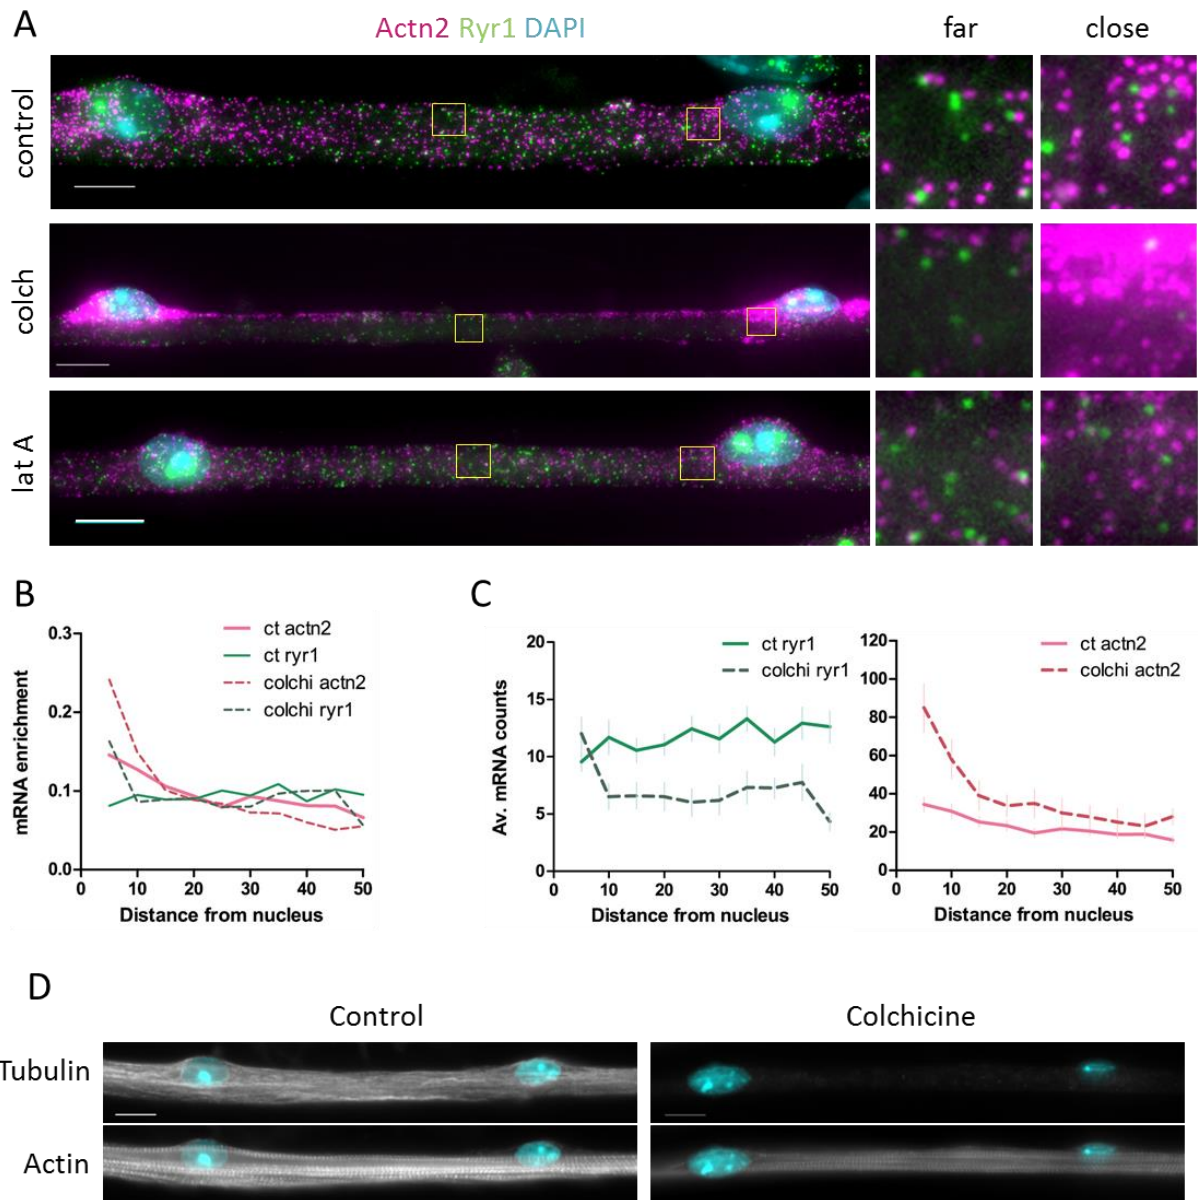 A
Actn2 Ryr1 DAPI
far
close
control
colch
lat A
B
0.3
0.2
0.1
0.0
mRNA enrichment
ct actn2
ct ryr1
colchi actn2
colchi ryr1
0 10 20 30 40 50
Distance from nucleus
C
20
15
10
5
0
Av. mRNA counts
ct ryr1
colchi ryr1
0 10 20 30 40 50
Distance from nucleus
120
100
80
60
40
20
0
ct actn2
colchi actn2
0 10 20 30 40 50
Distance from nucleus
D
Control
Colchicine
Tubulin
Actin